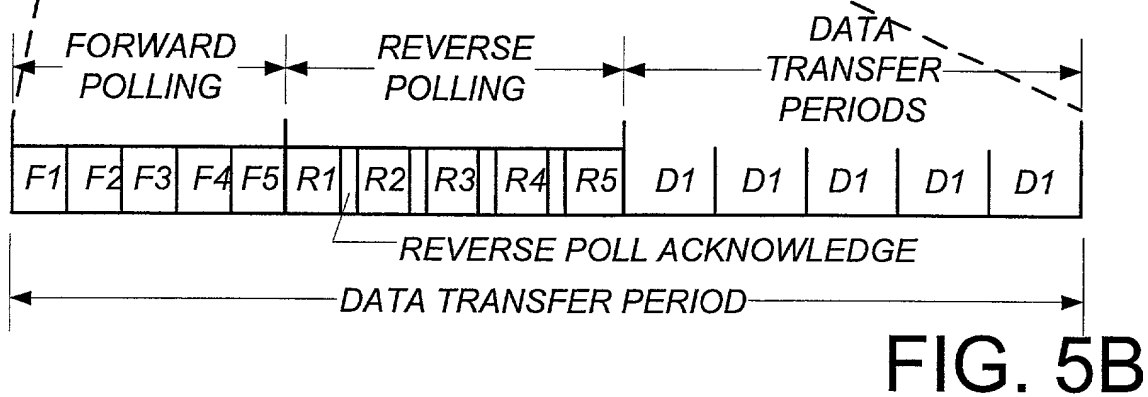 FORWARD POLLING
REVERSE POLLING
DATA TRANSFER PERIODS
F1 F2 F3 F4 F5 R1 R2 R3 R4 R5 D1 D1 D1 D1 D1
REVERSE POLL ACKNOWLEDGE
DATA TRANSFER PERIOD
FIG. 5B